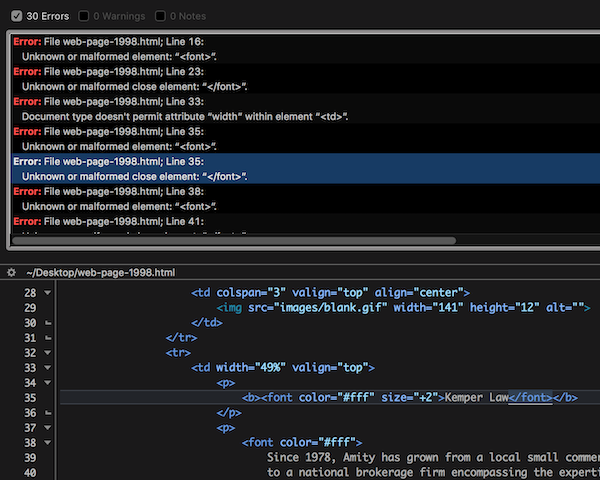 30 Errors 0 Warnings 0 Notes
Error: File web-page-1998.html; Line 16:
Unknown or malformed element: “<font>”.
Error: File web-page-1998.html; Line 23:
Unknown or malformed close element: “</font>”.
Error: File web-page-1998.html; Line 33:
Document type doesn't permit attribute “width” within element “<td>”.
Error: File web-page-1998.html; Line 35:
Unknown or malformed element: “<font>”.
Error: File web-page-1998.html; Line 35:
Unknown or malformed close element: “</font>”.
Error: File web-page-1998.html; Line 38:
Unknown or malformed element: “<font>”.
Error: File web-page-1998.html; Line 41:
~/Desktop/web-page-1998.html
28 <td colspan="3" valign="top" align="center">
29 <img src="images/blank.gif" width="141" height="12" alt="">
30 </td>
31 </tr>
32 <tr>
33 <td width="49%" valign="top">
34 <p>
35 <b><font color="#fff" size="+2">Kemper Law</font></b>
36 </p>
37 <p>
38 <font color="#fff">
39 Since 1978, Amity has grown from a local small comme
40 to a national brokerage firm encompassing the experti